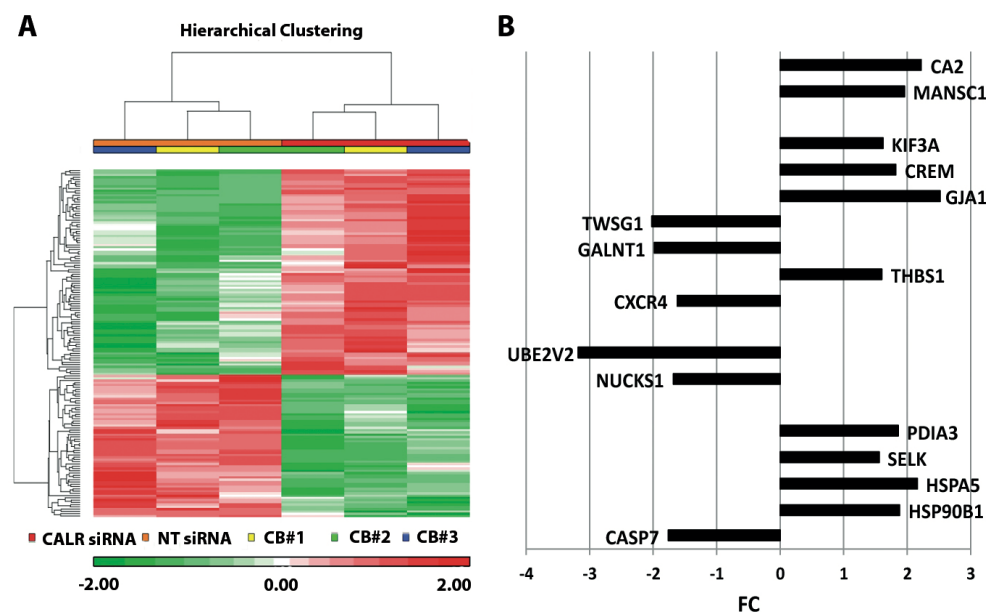 A
Hierarchical Clustering
CALR siRNA
NT siRNA
CB#1
CB#2
CB#3
-2.00
0.00
2.00
B
CA2
MANSC1
KIF3A
CREM
GJA1
TWSG1
GALNT1
THBS1
CXCR4
UBE2V2
NUCKS1
PDIA3
SELK
HSPA5
HSP90B1
CASP7
-4 -3 -2 -1 0 1 2 3
FC